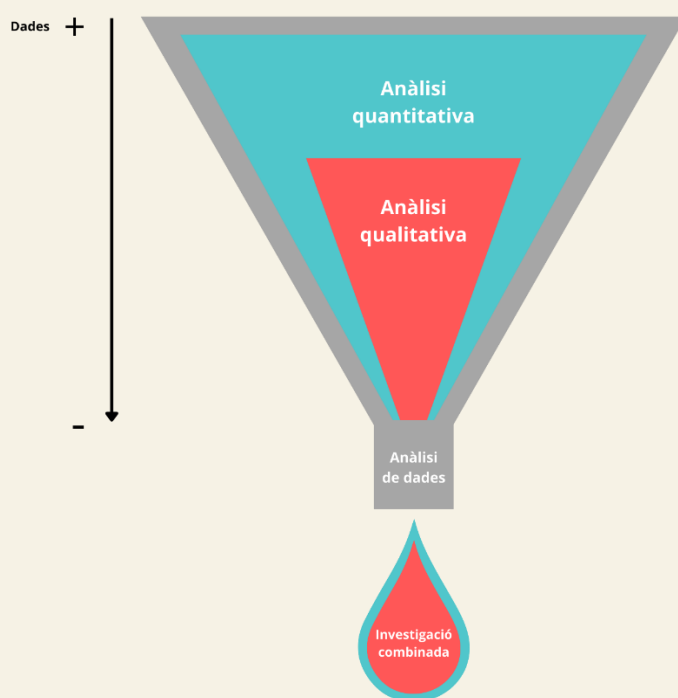 Dades +
Anàlisi
quantitativa
Anàlisi
qualitativa
-
Anàlisi
de dades
Investigació
combinada